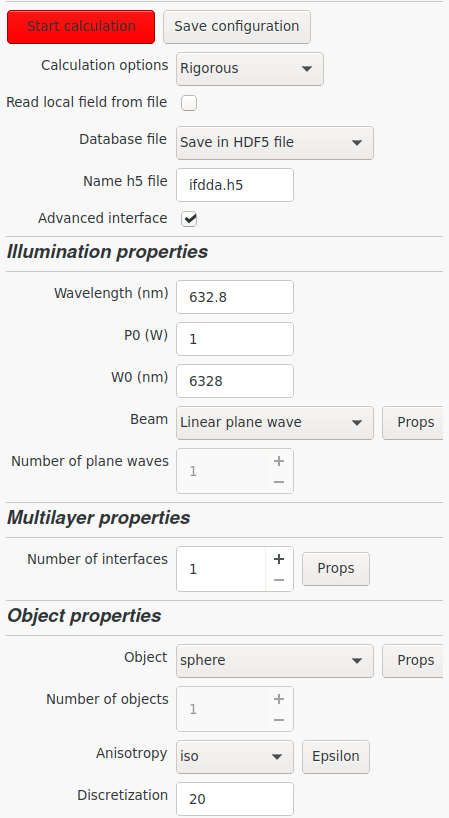 Start calculation Save configuration
Calculation options Rigorous
Read local field from file
Database file Save in HDF5 file
Name h5 file ifdda.h5
Advanced interface
Illumination properties
Wavelength (nm) 632.8
P0 (W) 1
W0 (nm) 6328
Beam Linear plane wave Props
Number of plane waves 1
Multilayer properties
Number of interfaces 1 Props
Object properties
Object sphere Props
Number of objects 1
Anisotropy iso Epsilon
Discretization 20